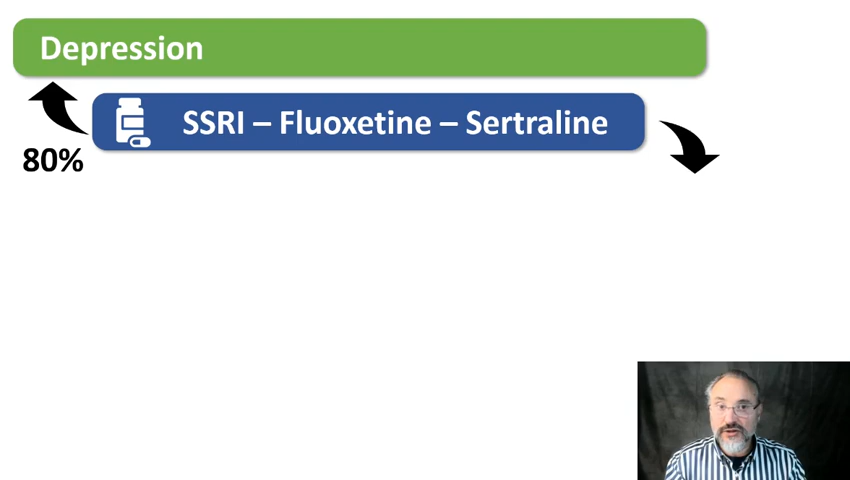 Depression
SSRI – Fluoxetine – Sertraline
80%